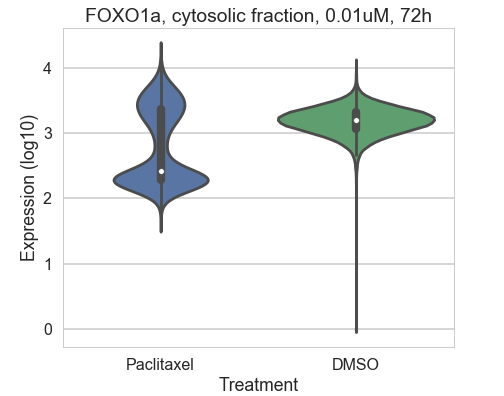 FOXO1a, cytosolic fraction, 0.01uM, 72h
Expression (log10)
4
3
2
1
0
Paclitaxel
DMSO
Treatment